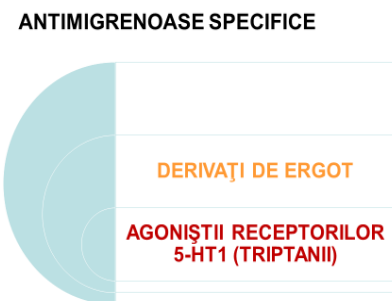 ANTIMIGRENOASE SPECIFICE
DERIVAŢI DE ERGOT
AGONIŞTII RECEPTORILOR
5-HT1 (TRIPTANII)